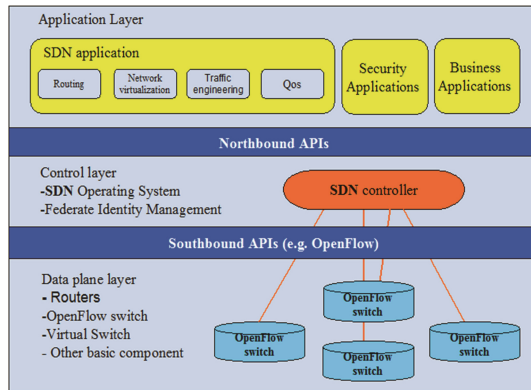 Application Layer
SDN application
Routing
Network
virtualization
Traffic
engineering
Qos
Security
Applications
Business
Applications
Northbound APIs
Control layer
-SDN Operating System
-Federate Identity Management
SDN controller
Southbound APIs (e.g. OpenFlow)
Data plane layer
- Routers
-OpenFlow switch
-Virtual Switch
- Other basic component
OpenFlow
switch
OpenFlow
switch
OpenFlow
switch
OpenFlow
switch